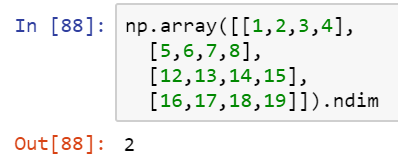 In [88]: np.array([[1,2,3,4],
[5,6,7,8],
[12,13,14,15],
[16,17,18,19]]).ndim
Out[88]: 2